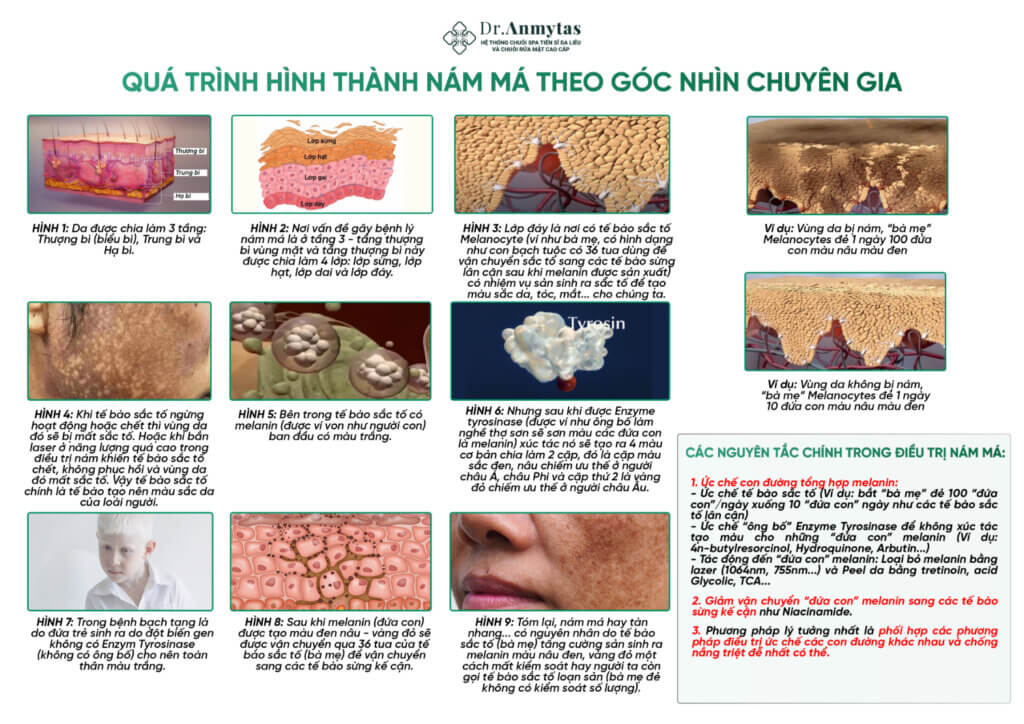 Dr.Anmytas
HỆ THỐNG CHUỖI SPA TIẾN SĨ DA LIỄU
VÀ CHUỖI RỬA MẶT CAO CẤP
QUÁ TRÌNH HÌNH THÀNH NÁM MÁ THEO GÓC NHÌN CHUYÊN GIA
Thượng bì
Trung bì
Hạ bì
HÌNH 1: Da được chia làm 3 tầng:
Thượng bì (biểu bì), Trung bì và
Hạ bì.
Lớp sừng
Lớp hạt
Lớp gai
Lớp đáy
HÌNH 2: Nơi vấn đề gây bệnh lý
nám má là ở tầng 3 - tầng thượng
bì vùng mặt và tầng thượng bì này
được chia làm 4 lớp: lớp sừng, lớp
hạt, lớp dai và lớp đáy.
HÌNH 3: Lớp đáy là nơi có tế bào sắc tố
Melanocyte (ví như bà mẹ, có hình dạng
như con bạch tuộc có 36 tua dùng để
vận chuyển sắc tố sang các tế bào sừng
lân cận sau khi melanin được sản xuất)
có nhiệm vụ sản sinh ra sắc tố để tạo
màu sắc da, tóc, mắt... cho chúng ta.
Ví dụ: Vùng da bị nám, “bà mẹ”
Melanocytes đẻ 1 ngày 100 đứa
con màu nâu màu đen
HÌNH 4: Khi tế bào sắc tố ngừng
hoạt động hoặc chết thì vùng da
đó sẽ bị mất sắc tố. Hoặc khi bắn
laser ở năng lượng quá cao trong
điều trị nám khiến tế bào sắc tố
chết, không phục hồi và vùng da
đó mất sắc tố. Vậy tế bào sắc tố
chính là tế bào tạo nên màu sắc da
của loài người.
HÌNH 5: Bên trong tế bào sắc tố có
melanin (được ví von như người con)
ban đầu có màu trắng.
Tyrosin
HÌNH 6: Nhưng sau khi được Enzyme
tyrosinase (được ví như ông bố làm
nghề thợ sơn sẽ sơn màu các đứa con
là melanin) xúc tác nó sẽ tạo ra 4 màu
cơ bản chia làm 2 cặp, đó là cặp màu
sắc đen, nâu chiếm ưu thế ở người
châu Á, châu Phi và cặp thứ 2 là vàng
đỏ chiếm ưu thế ở người châu Âu.
Ví dụ: Vùng da không bị nám,
“bà mẹ” Melanocytes đẻ 1 ngày
10 đứa con màu nâu màu đen
HÌNH 7: Trong bệnh bạch tạng là
do đứa trẻ sinh ra do đột biến gen
không có Enzym Tyrosinase
(không có ông bố) cho nên toàn
thân màu trắng.
HÌNH 8: Sau khi melanin (đứa con)
được tạo màu đen nâu - vàng đỏ sẽ
được vận chuyển qua 36 tua của tế
bào sắc tố (bà mẹ) để vận chuyển
sang các tế bào sừng kế cận.
HÌNH 9: Tóm lại, nám má hay tàn
nhang... có nguyên nhân do tế bào
sắc tố (bà mẹ) tăng cường sản sinh ra
melanin màu nâu đen, vàng đỏ một
cách mất kiểm soát hay người ta còn
gọi tế bào sắc tố loạn sản (bà mẹ đẻ
không có kiểm soát số lượng).
CÁC NGUYÊN TẮC CHÍNH TRONG ĐIỀU TRỊ NÁM MÁ:
1. Ức chế con đường tổng hợp melanin:
- Ức chế tế bào sắc tố (Ví dụ: bắt “bà mẹ” đẻ 100 “đứa
con”/ngày xuống 10 “đứa con” ngày như các tế bào sắc
tố lân cận)
- Ức chế “ông bố” Enzyme Tyrosinase để không xúc tác
tạo màu cho những “đứa con” melanin (Ví dụ:
4n-butylresorcinol, Hydroquinone, Arbutin...)
- Tác động đến “đứa con” melanin: Loại bỏ melanin bằng
lazer (1064nm, 755nm...) và Peel da bằng tretinoin, acid
Glycolic, TCA...
2. Giảm vận chuyển “đứa con” melanin sang các tế bào
sừng kế cận như Niacinamide.
3. Phương pháp lý tưởng nhất là phối hợp các phương
pháp điều trị ức chế các con đường khác nhau và chống
nắng triệt để nhất có thể.